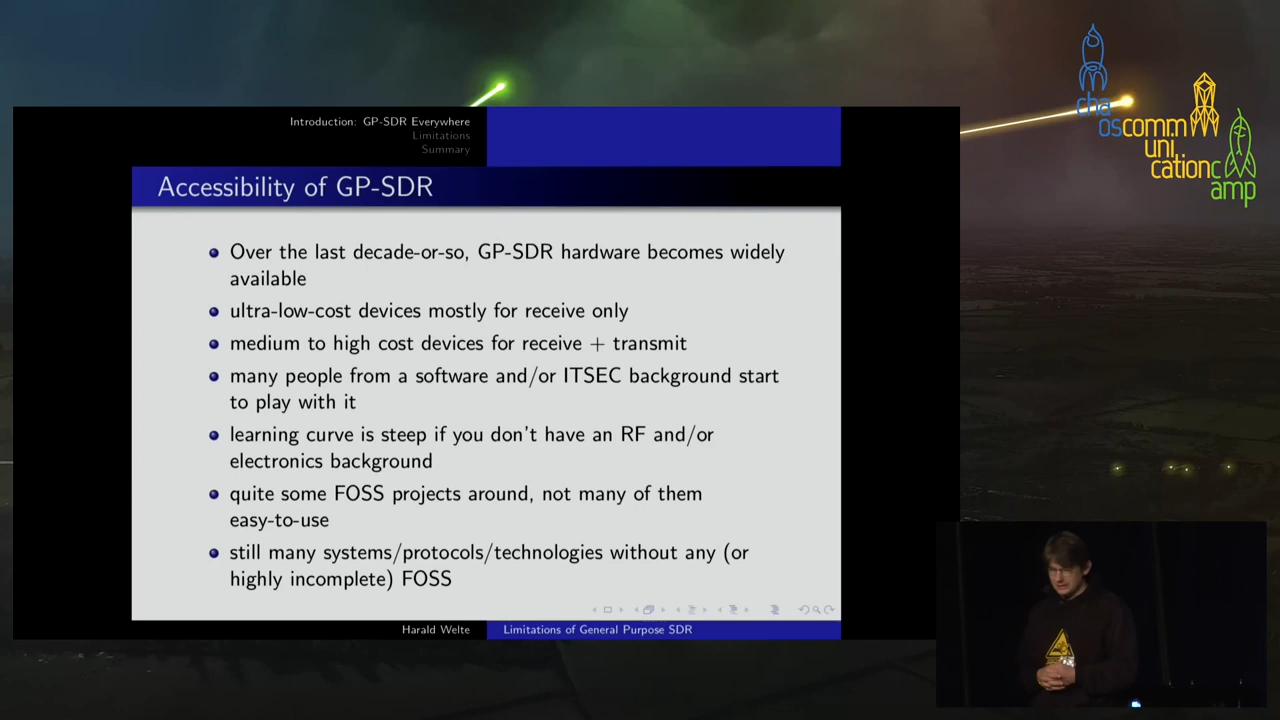 Introduction: GP-SDR Everywhere
Limitations
Summary
Accessibility of GP-SDR
Over the last decade-or-so, GP-SDR hardware becomes widely
available
ultra-low-cost devices mostly for receive only
medium to high cost devices for receive + transmit
many people from a software and/or ITSEC background start
to play with it
learning curve is steep if you don't have an RF and/or
electronics background
quite some FOSS projects around, not many of them
easy-to-use
still many systems/protocols/technologies without any (or
highly incomplete) FOSS
Harald Welte
Limitations of General Purpose SDR
cha
oscomm
uni
cationc
amp